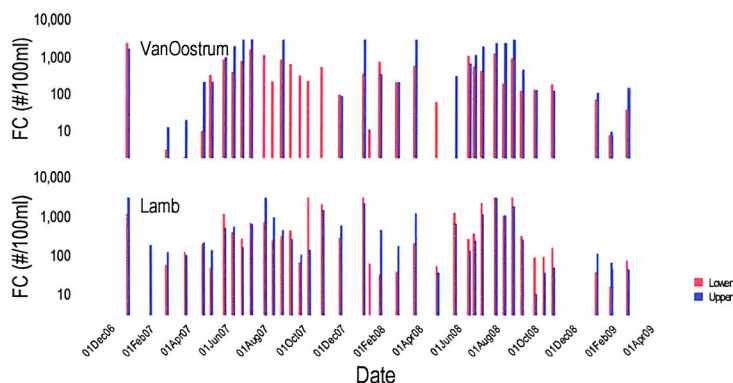 10,000
VanOostrum
1,000
100
10
FC (#/100ml)
10,000
Lamb
1,000
100
10
FC (#/100ml)
Lower
Upper
01Dec06 01Feb07 01Apr07 01Jun07 01Aug07 01Oct07 01Dec07 01Feb08 01Apr08 01Jun08 01Aug08 01Oct08 01Dec08 01Feb09 01Apr09
Date